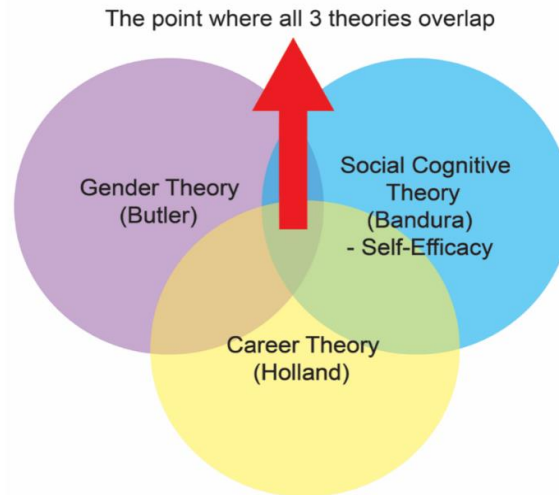 The point where all 3 theories overlap
Gender Theory
(Butler)
Social Cognitive
Theory
(Bandura)
- Self-Efficacy
Career Theory
(Holland)